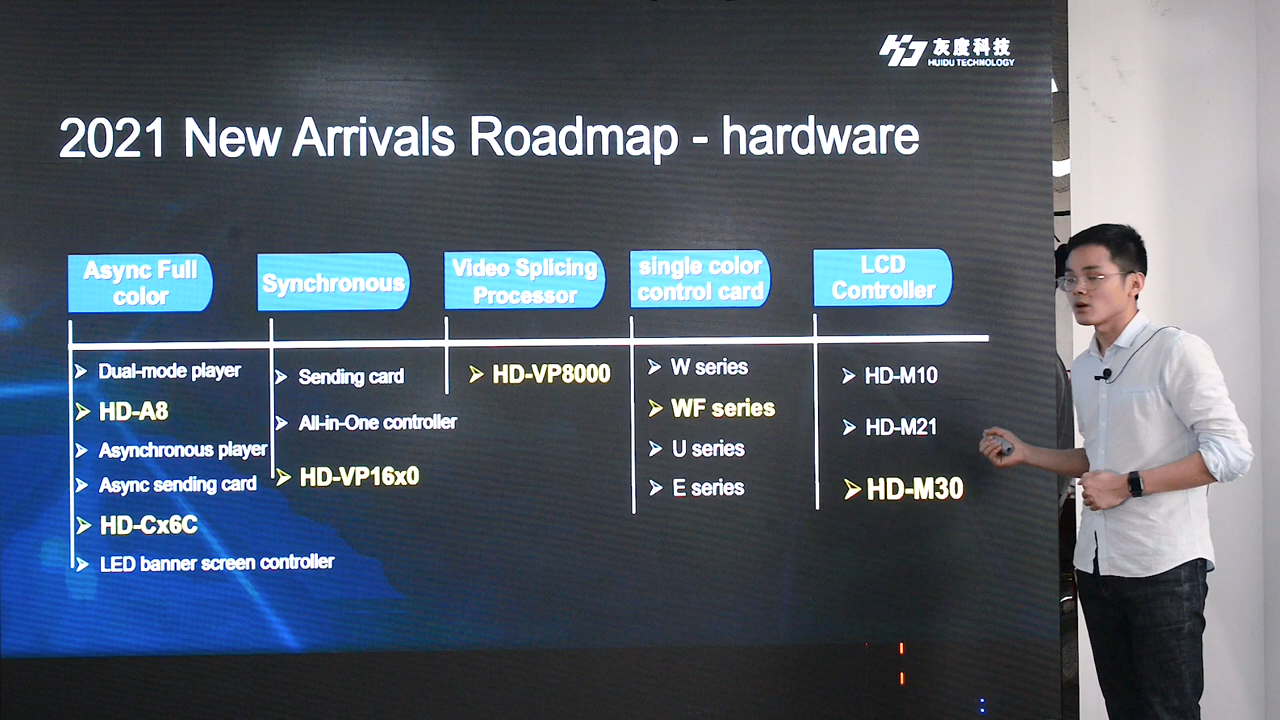 灰度科技
HUIDU TECHNOLOGY
2021 New Arrivals Roadmap - hardware
Async Full
color
Dual-mode player
HD-A8
Asynchronous player
Async sending card
HD-Cx6C
LED banner screen controller
Synchronous
Sending card
All-in-One controller
HD-VP16x0
Video Splicing
Processor
HD-VP8000
single color
control card
W series
WF series
U series
E series
LCD
Controller
HD-M10
HD-M21
HD-M30